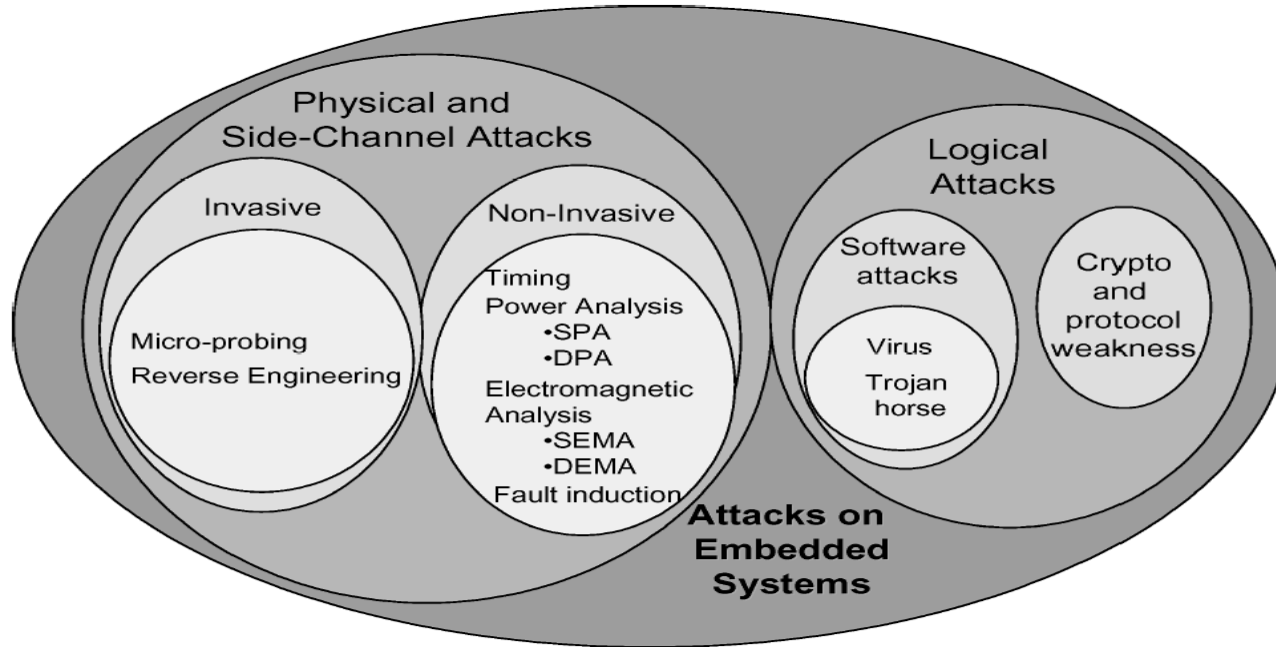 Physical and
Side-Channel Attacks
Invasive
Micro-probing
Reverse Engineering
Non-Invasive
Timing
Power Analysis
•SPA
•DPA
Electromagnetic
Analysis
•SEMA
•DEMA
Fault induction
Logical
Attacks
Software
attacks
Virus
Trojan
horse
Crypto
and
protocol
weakness
Attacks on
Embedded
Systems